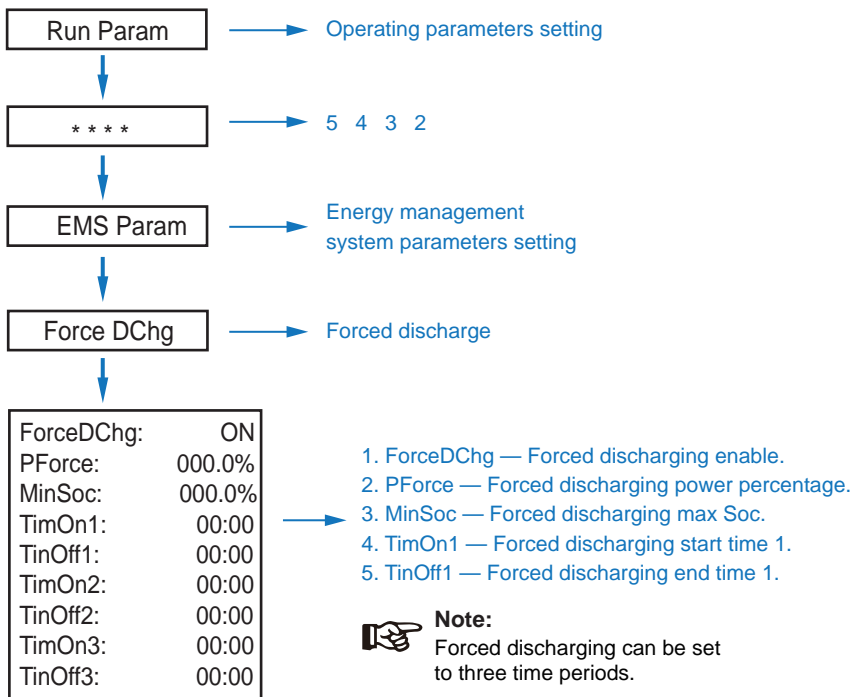 Run Param
Operating parameters setting
* * * *
5 4 3 2
EMS Param
Energy management
system parameters setting
Force DChg
Forced discharge
ForceDChg: ON
PForce: 000.0%
MinSoc: 000.0%
TimOn1: 00:00
TinOff1: 00:00
TimOn2: 00:00
TinOff2: 00:00
TimOn3: 00:00
TinOff3: 00:00
1. ForceDChg — Forced discharging enable.
2. PForce — Forced discharging power percentage.
3. MinSoc — Forced discharging max Soc.
4. TimOn1 — Forced discharging start time 1.
5. TinOff1 — Forced discharging end time 1.
Note:
Forced discharging can be set
to three time periods.